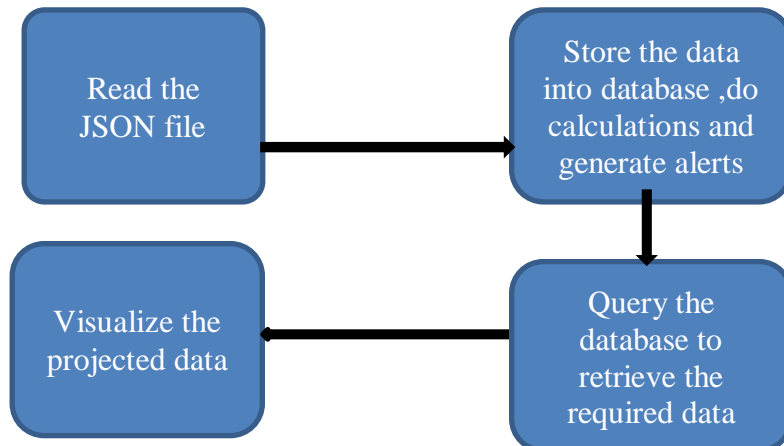 Read the
JSON file
Store the data
into database ,do
calculations and
generate alerts
Query the
database to
retrieve the
required data
Visualize the
projected data